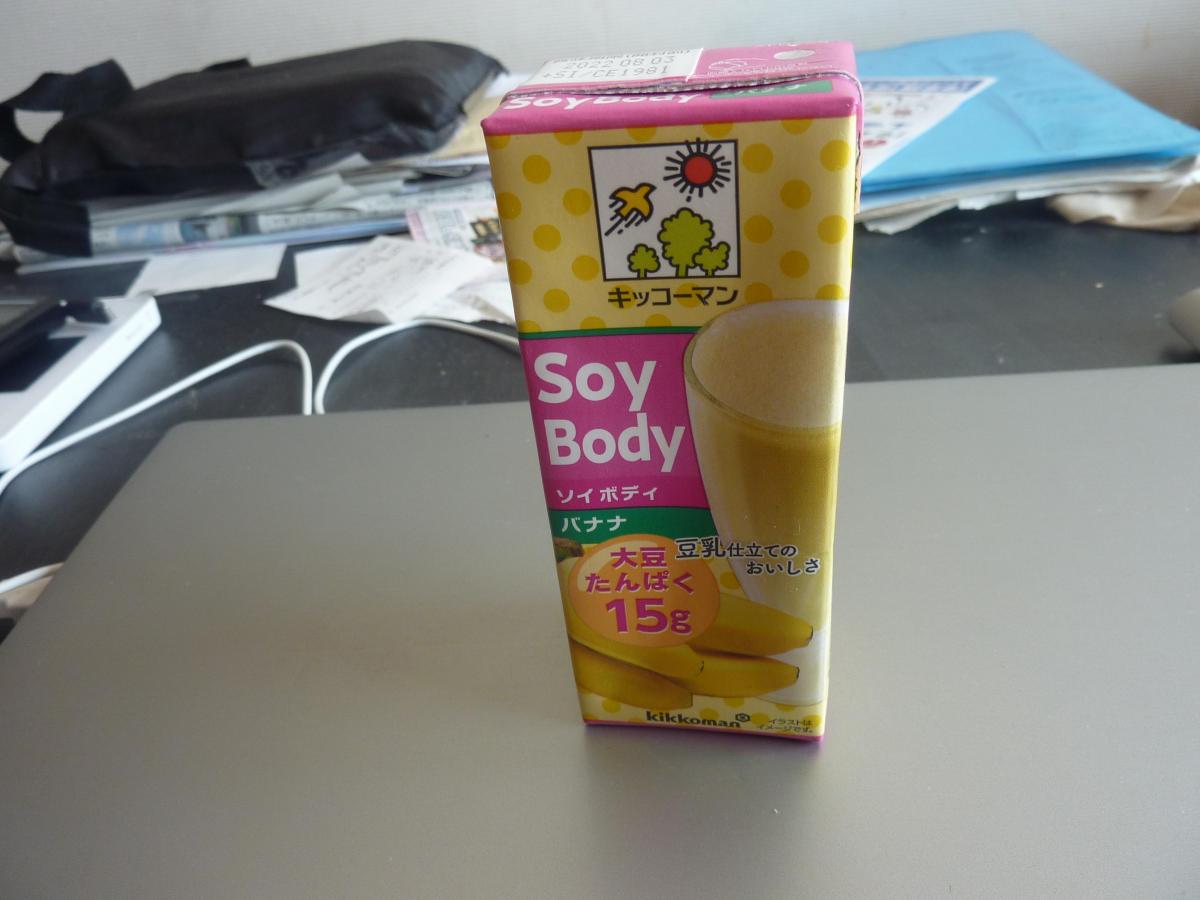 2022.08.03
+SI/CE1981
SoyBody
キッコーマン
Soy
Body
ソイボディ
バナナ
豆乳仕立ての
おいしさ
大豆
たんぱく
15g
kikkoman®
イラストは
イメージです。